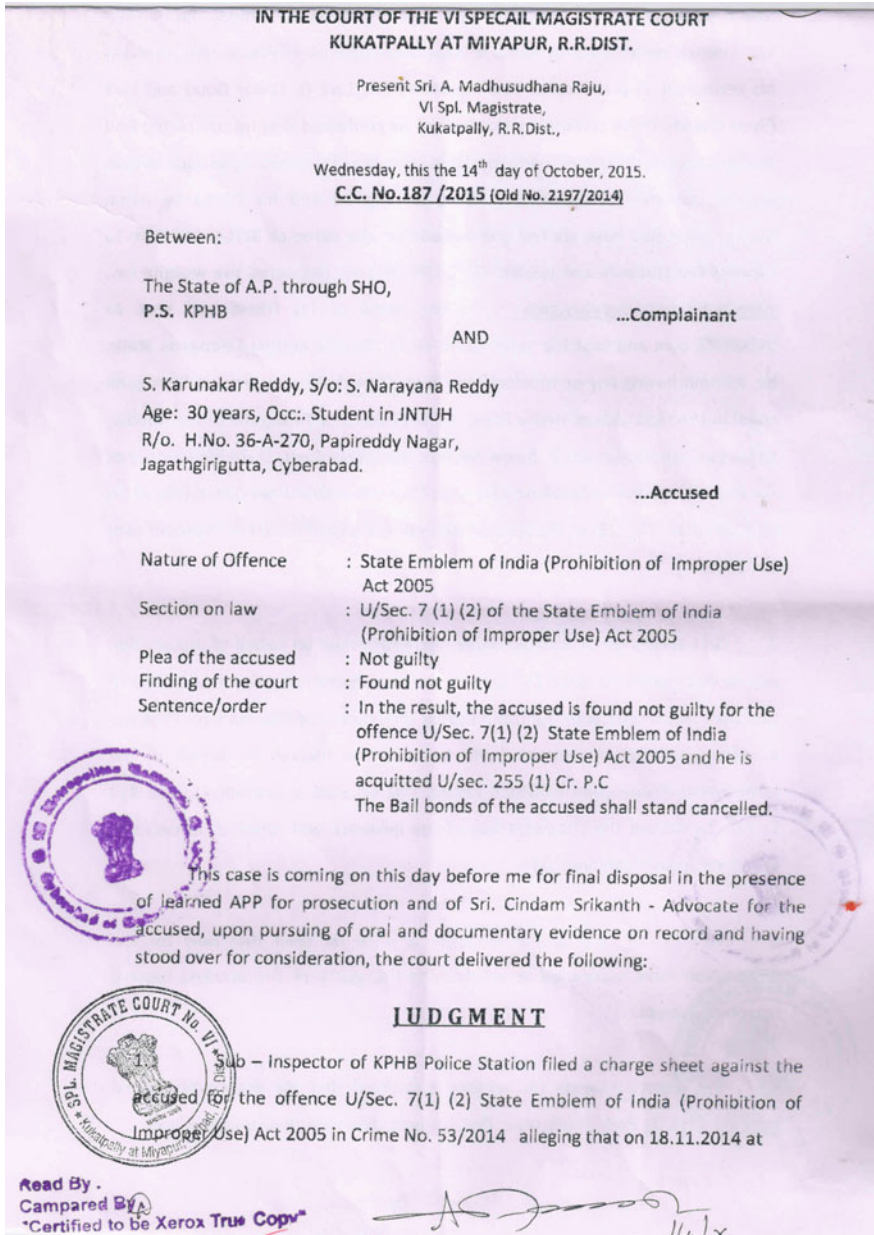 IN THE COURT OF THE VI SPECAIL MAGISTRATE COURT
KUKATPALLY AT MIYAPUR, R.R.DIST.
Present Sri. A. Madhusudhana Raju,
VI Spl. Magistrate,
Kukatpally, R.R.Dist.,
Wednesday, this the 14th day of October, 2015.
C.C. No.187 /2015 (Old No. 2197/2014)
Between:
The State of A.P. through SHO,
P.S. KPHB
...Complainant
AND
S. Karunakar Reddy, S/o: S. Narayana Reddy
Age: 30 years, Occ:. Student in JNTUH
R/o. H.No. 36-A-270, Papireddy Nagar,
Jagathgirigutta, Cyberabad.
...Accused
Nature of Offence : State Emblem of India (Prohibition of Improper Use)
Act 2005
Section on law : U/Sec. 7 (1) (2) of the State Emblem of India
(Prohibition of Improper Use) Act 2005
Plea of the accused : Not guilty
Finding of the court : Found not guilty
Sentence/order : In the result, the accused is found not guilty for the
offence U/Sec. 7(1) (2) State Emblem of India
(Prohibition of Improper Use) Act 2005 and he is
acquitted U/sec. 255 (1) Cr. P.C
The Bail bonds of the accused shall stand cancelled.
This case is coming on this day before me for final disposal in the presence
of learned APP for prosecution and of Sri. Cindam Srikanth - Advocate for the
accused, upon pursuing of oral and documentary evidence on record and having
stood over for consideration, the court delivered the following:
JUDGMENT
Sub – Inspector of KPHB Police Station filed a charge sheet against the
accused for the offence U/Sec. 7(1) (2) State Emblem of India (Prohibition of
Improper Use) Act 2005 in Crime No. 53/2014 alleging that on 18.11.2014 at
SPL. MAGISTRATE COURT No. VI
Kukatpally at Miyapur
Read By .
Campared By
"Certified to be Xerox True Copy"